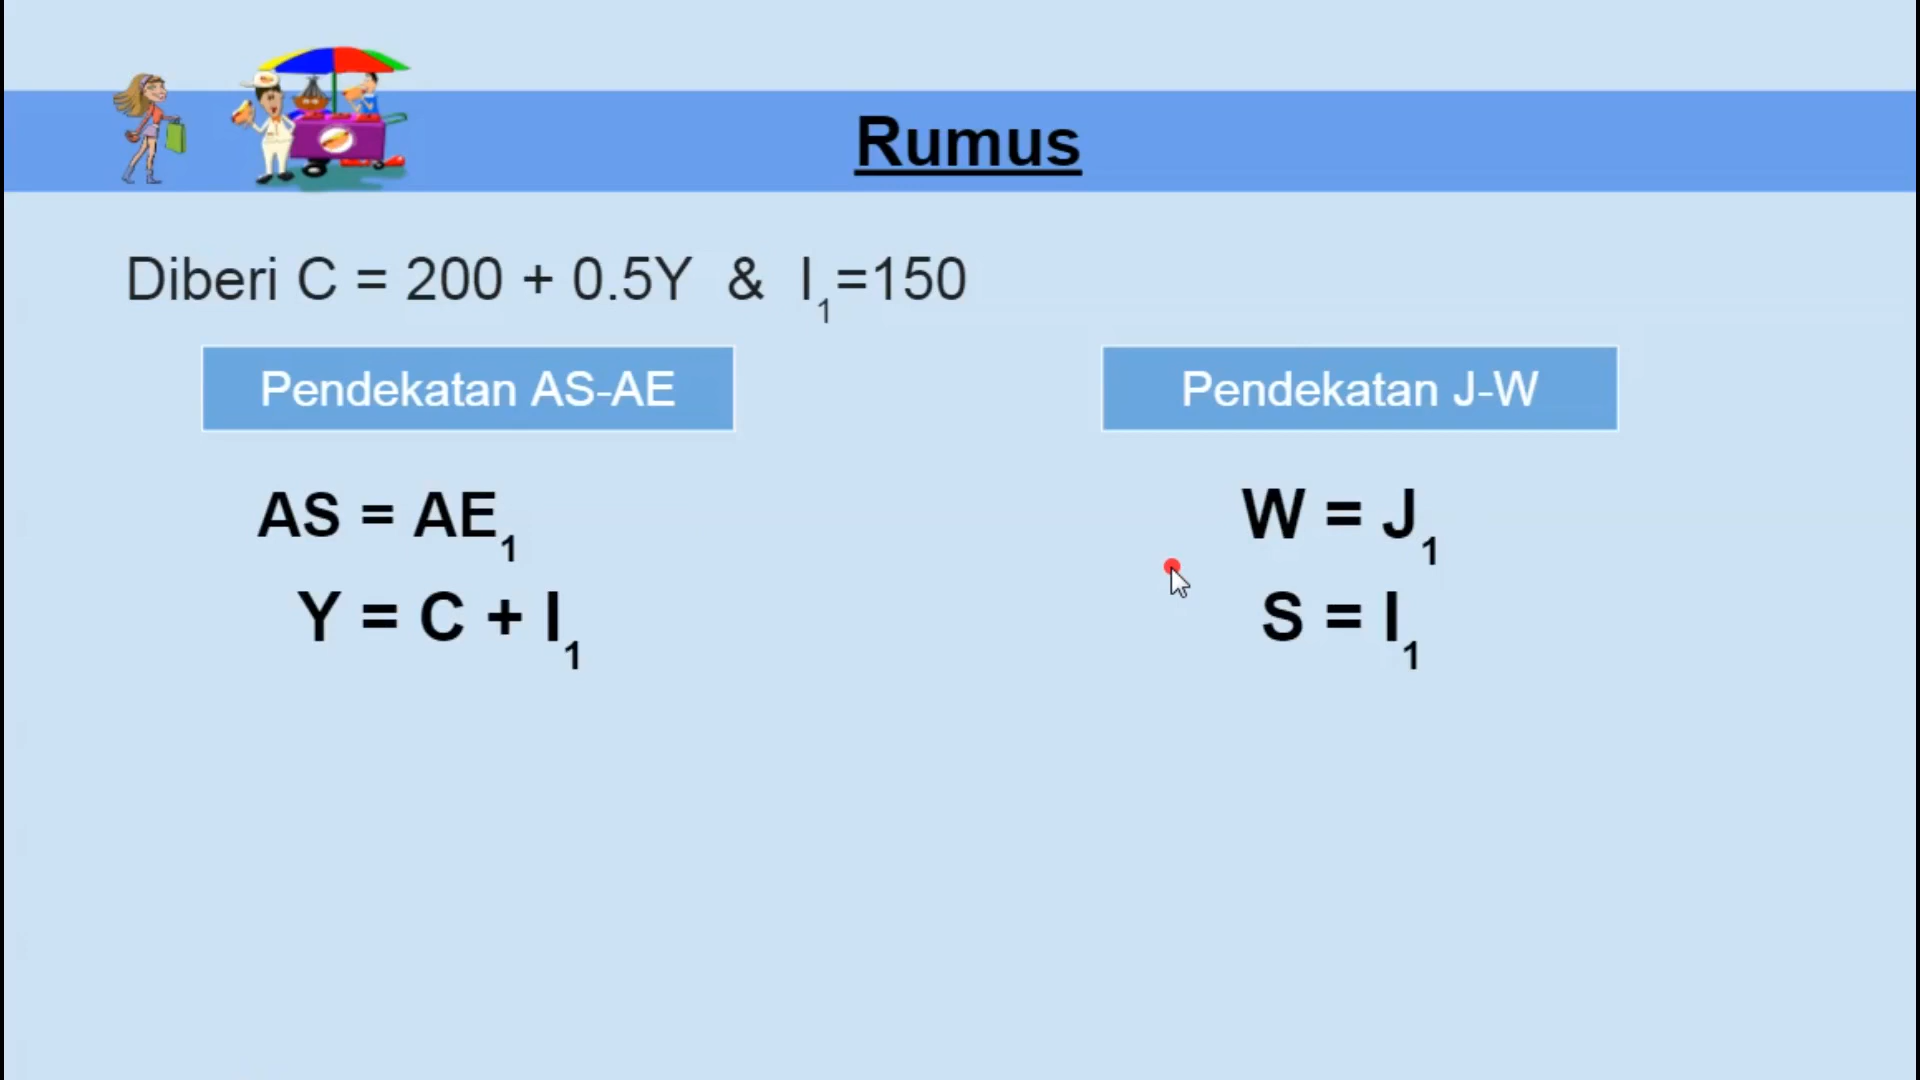 Rumus
Diberi C = 200 + 0.5Y & I₁=150
Pendekatan AS-AE
AS = AE₁
Y = C + I₁
Pendekatan J-W
W = J₁
S = I₁